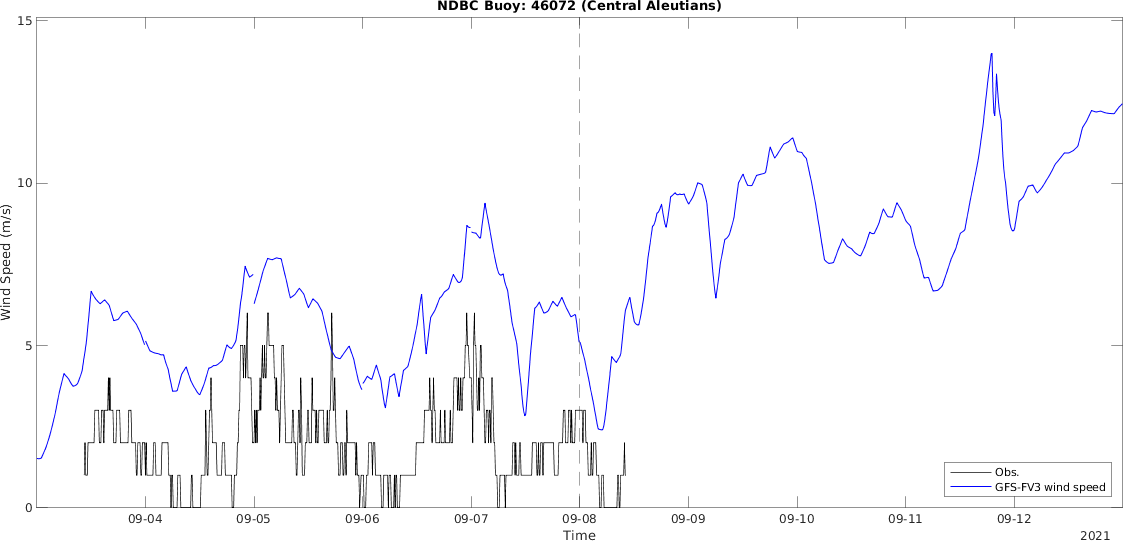 NDBC Buoy: 46072 (Central Aleutians)
15
10
5
0
Wind Speed (m/s)
09-04 09-05 09-06 09-07 09-08 09-09 09-10 09-11 09-12
Time
2021
Obs.
GFS-FV3 wind speed